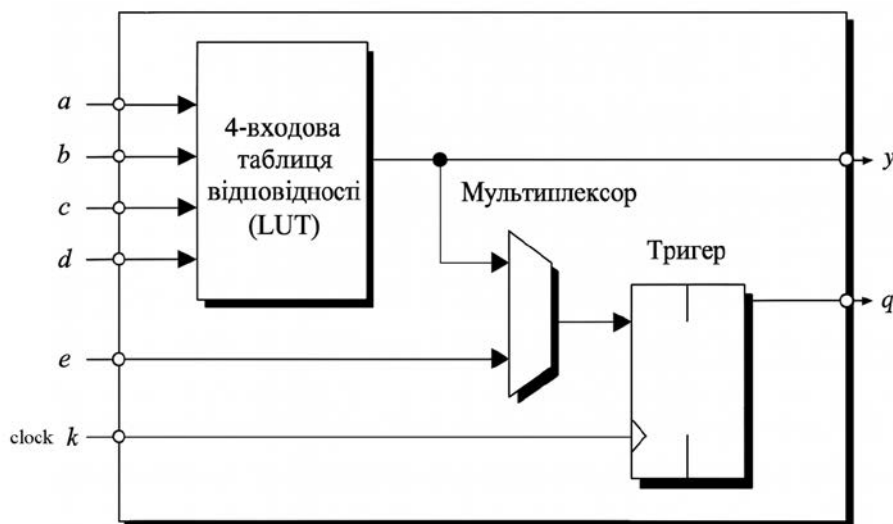 a
b
c
d
4-входова
таблиця
відповідності
(LUT)
y
Мультиплексор
Тригер
q
e
clock k